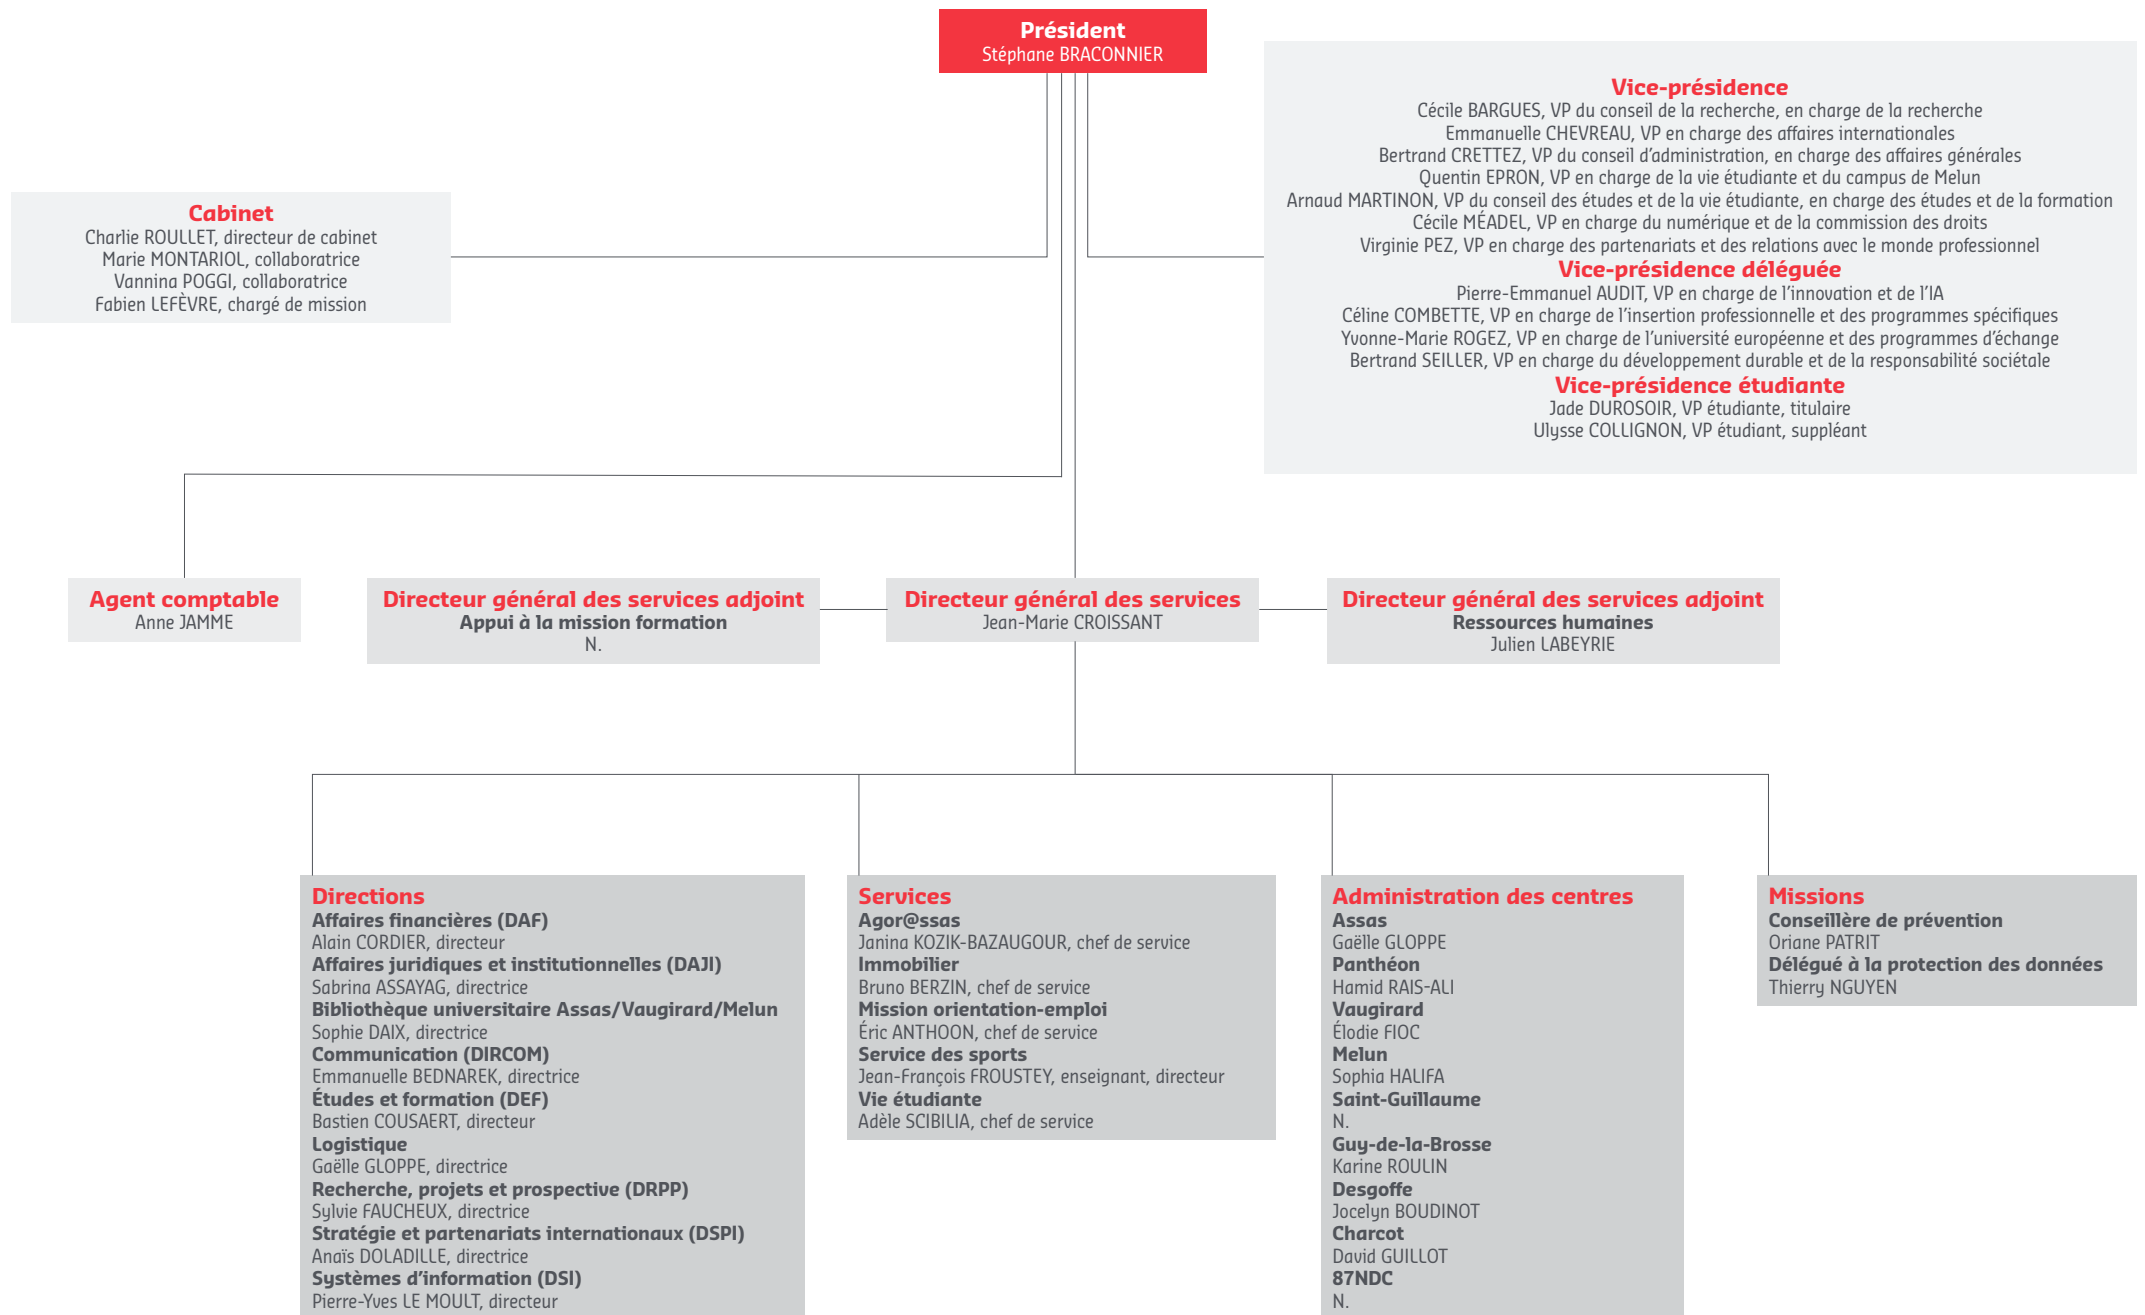 Président
Stéphane BRACONNIER
Vice-présidence
Cécile BARGUES, VP du conseil de la recherche, en charge de la recherche
Emmanuelle CHEVREAU, VP en charge des affaires internationales
Bertrand CRETTEZ, VP du conseil d'administration, en charge des affaires générales
Quentin EPRON, VP en charge de la vie étudiante et du campus de Melun
Arnaud MARTINON, VP du conseil des études et de la vie étudiante, en charge des études et de la formation
Cécile MÉADEL, VP en charge du numérique et de la commission des droits
Virginie PEZ, VP en charge des partenariats et des relations avec le monde professionnel
Vice-présidence déléguée
Pierre-Emmanuel AUDIT, VP en charge de l'innovation et de l'IA
Céline COMBETTE, VP en charge de l'insertion professionnelle et des programmes spécifiques
Yvonne-Marie ROGEZ, VP en charge de l'université européenne et des programmes d'échange
Bertrand SEILLER, VP en charge du développement durable et de la responsabilité sociétale
Vice-présidence étudiante
Jade DUROSOIR, VP étudiante, titulaire
Ulysse COLLIGNON, VP étudiant, suppléant
Cabinet
Charlie ROULLET, directeur de cabinet
Marie MONTARIOL, collaboratrice
Vannina POGGI, collaboratrice
Fabien LEFÈVRE, chargé de mission
Agent comptable
Anne JAMME
Directeur général des services adjoint
Appui à la mission formation
N.
Directeur général des services
Jean-Marie CROISSANT
Directeur général des services adjoint
Ressources humaines
Julien LABEYRIE
Directions
Affaires financières (DAF)
Alain CORDIER, directeur
Affaires juridiques et institutionnelles (DAJI)
Sabrina ASSAYAG, directrice
Bibliothèque universitaire Assas/Vaugirard/Melun
Sophie DAIX, directrice
Communication (DIRCOM)
Emmanuelle BEDNAREK, directrice
Études et formation (DEF)
Bastien COUSAERT, directeur
Logistique
Gaëlle GLOPPE, directrice
Recherche, projets et prospective (DRPP)
Sylvie FAUCHEUX, directrice
Stratégie et partenariats internationaux (DSPI)
Anaïs DOLADILLE, directrice
Systèmes d'information (DSI)
Pierre-Yves LE MOULT, directeur
Services
Agor@ssas
Janina KOZIK-BAZAUGOUR, chef de service
Immobilier
Bruno BERZIN, chef de service
Mission orientation-emploi
Éric ANTHOON, chef de service
Service des sports
Jean-François FROUSTEY, enseignant, directeur
Vie étudiante
Adèle SCIBILIA, chef de service
Administration des centres
Assas
Gaëlle GLOPPE
Panthéon
Hamid RAIS-ALI
Vaugirard
Élodie FIOC
Melun
Sophia HALIFA
Saint-Guillaume
N.
Guy-de-la-Brosse
Karine ROULIN
Desgoffe
Jocelyn BOUDINOT
Charcot
David GUILLOT
87NDC
N.
Missions
Conseillère de prévention
Oriane PATRIT
Délégué à la protection des données
Thierry NGUYEN